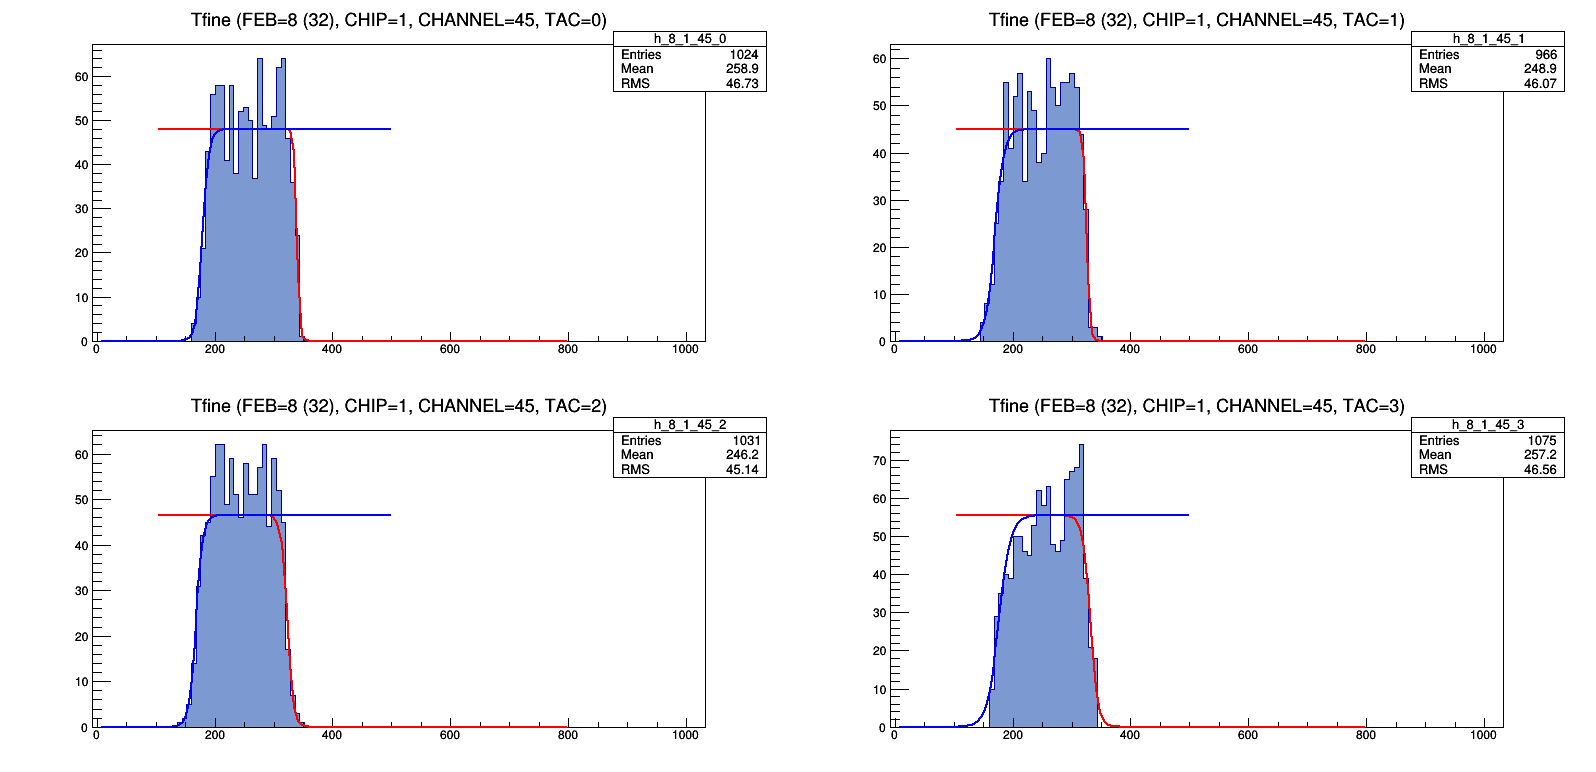 Tfine (FEB=8 (32), CHIP=1, CHANNEL=45, TAC=0)
h_8_1_45_0
Entries 1024
Mean 258.9
RMS 46.73
60
50
40
30
20
10
0
0 200 400 600 800 1000
Tfine (FEB=8 (32), CHIP=1, CHANNEL=45, TAC=1)
h_8_1_45_1
Entries 966
Mean 248.9
RMS 46.07
60
50
40
30
20
10
0
0 200 400 600 800 1000
Tfine (FEB=8 (32), CHIP=1, CHANNEL=45, TAC=2)
h_8_1_45_2
Entries 1031
Mean 246.2
RMS 45.14
60
50
40
30
20
10
0
0 200 400 600 800 1000
Tfine (FEB=8 (32), CHIP=1, CHANNEL=45, TAC=3)
h_8_1_45_3
Entries 1075
Mean 257.2
RMS 46.56
70
60
50
40
30
20
10
0
0 200 400 600 800 1000